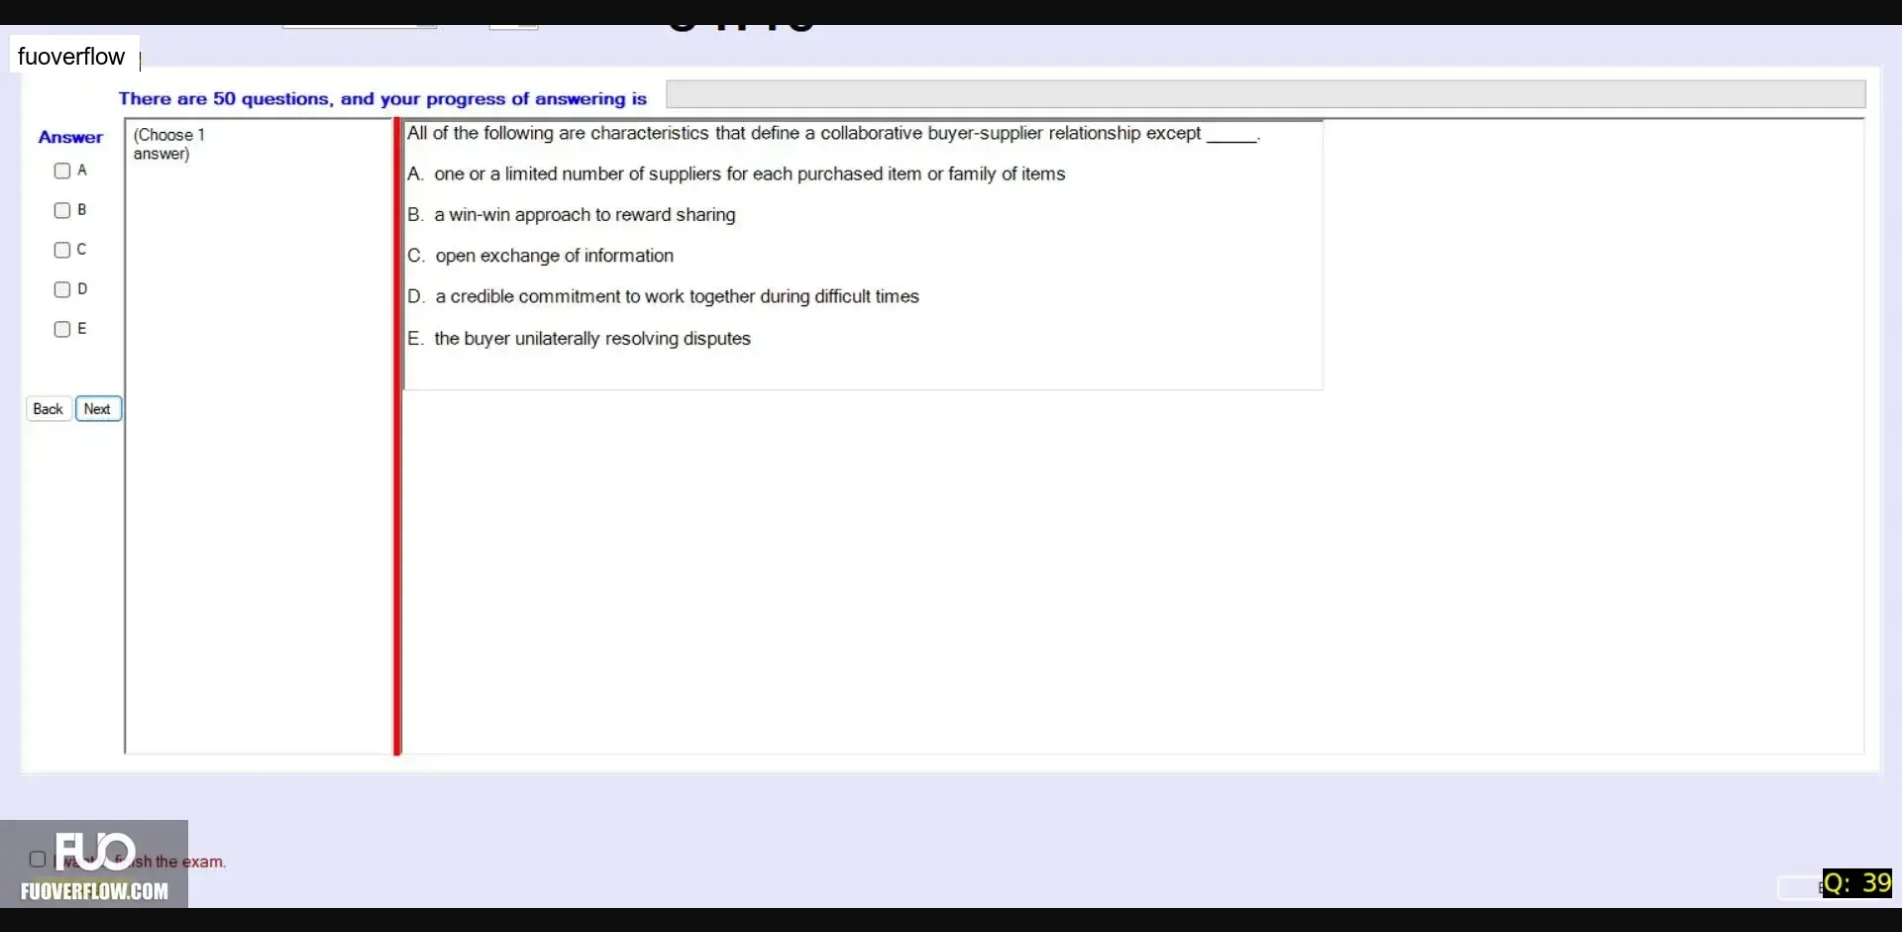 fuoverflow
There are 50 questions, and your progress of answering is
Answer
(Choose 1
answer)
A
B
C
D
E
Back
Next
All of the following are characteristics that define a collaborative buyer-supplier relationship except _____.
A. one or a limited number of suppliers for each purchased item or family of items
B. a win-win approach to reward sharing
C. open exchange of information
D. a credible commitment to work together during difficult times
E. the buyer unilaterally resolving disputes
FUO
the exam.
FUOVERFLOW.COM
Q: 39